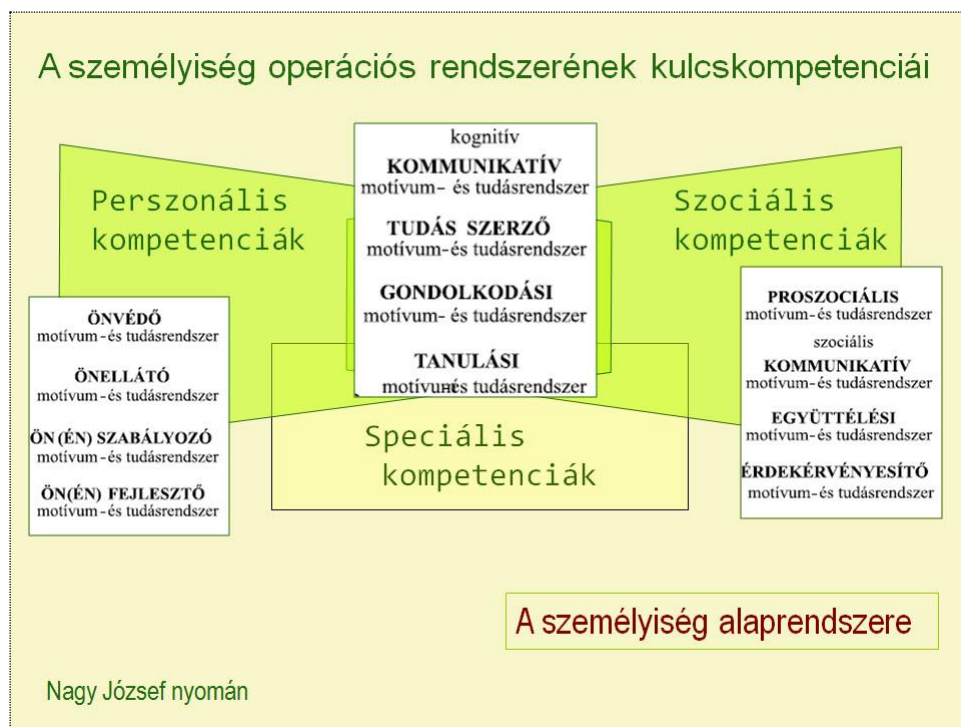 A személyiség operációs rendszerének kulcskompetenciái
Perszonális
kompetenciák
kognitív
KOMMUNIKATÍV
motívum- és tudásrendszer
TUDÁS SZERZŐ
motívum- és tudásrendszer
GONDOLKODÁSI
motívum- és tudásrendszer
TANULÁSI
motívum- és tudásrendszer
Szociális
kompetenciák
ÖNVÉDŐ
motívum-és tudásrendszer
ÖNELLÁTÓ
motívum-és tudásrendszer
ÖN(ÉN) SZABÁLYOZÓ
motívum-és tudásrendszer
ÖN(ÉN) FEJLESZTŐ
motívum-és tudásrendszer
Speciális
kompetenciák
PROSZOCIÁLIS
motívum-és tudásrendszer
szociális
KOMMUNIKATÍV
motívum-és tudásrendszer
EGYÜTTÉLÉSI
motívum-és tudásrendszer
ÉRDEKÉRVÉNYESÍTŐ
motívum-és tudásrendszer
A személyiség alaprendszere
Nagy József nyomán